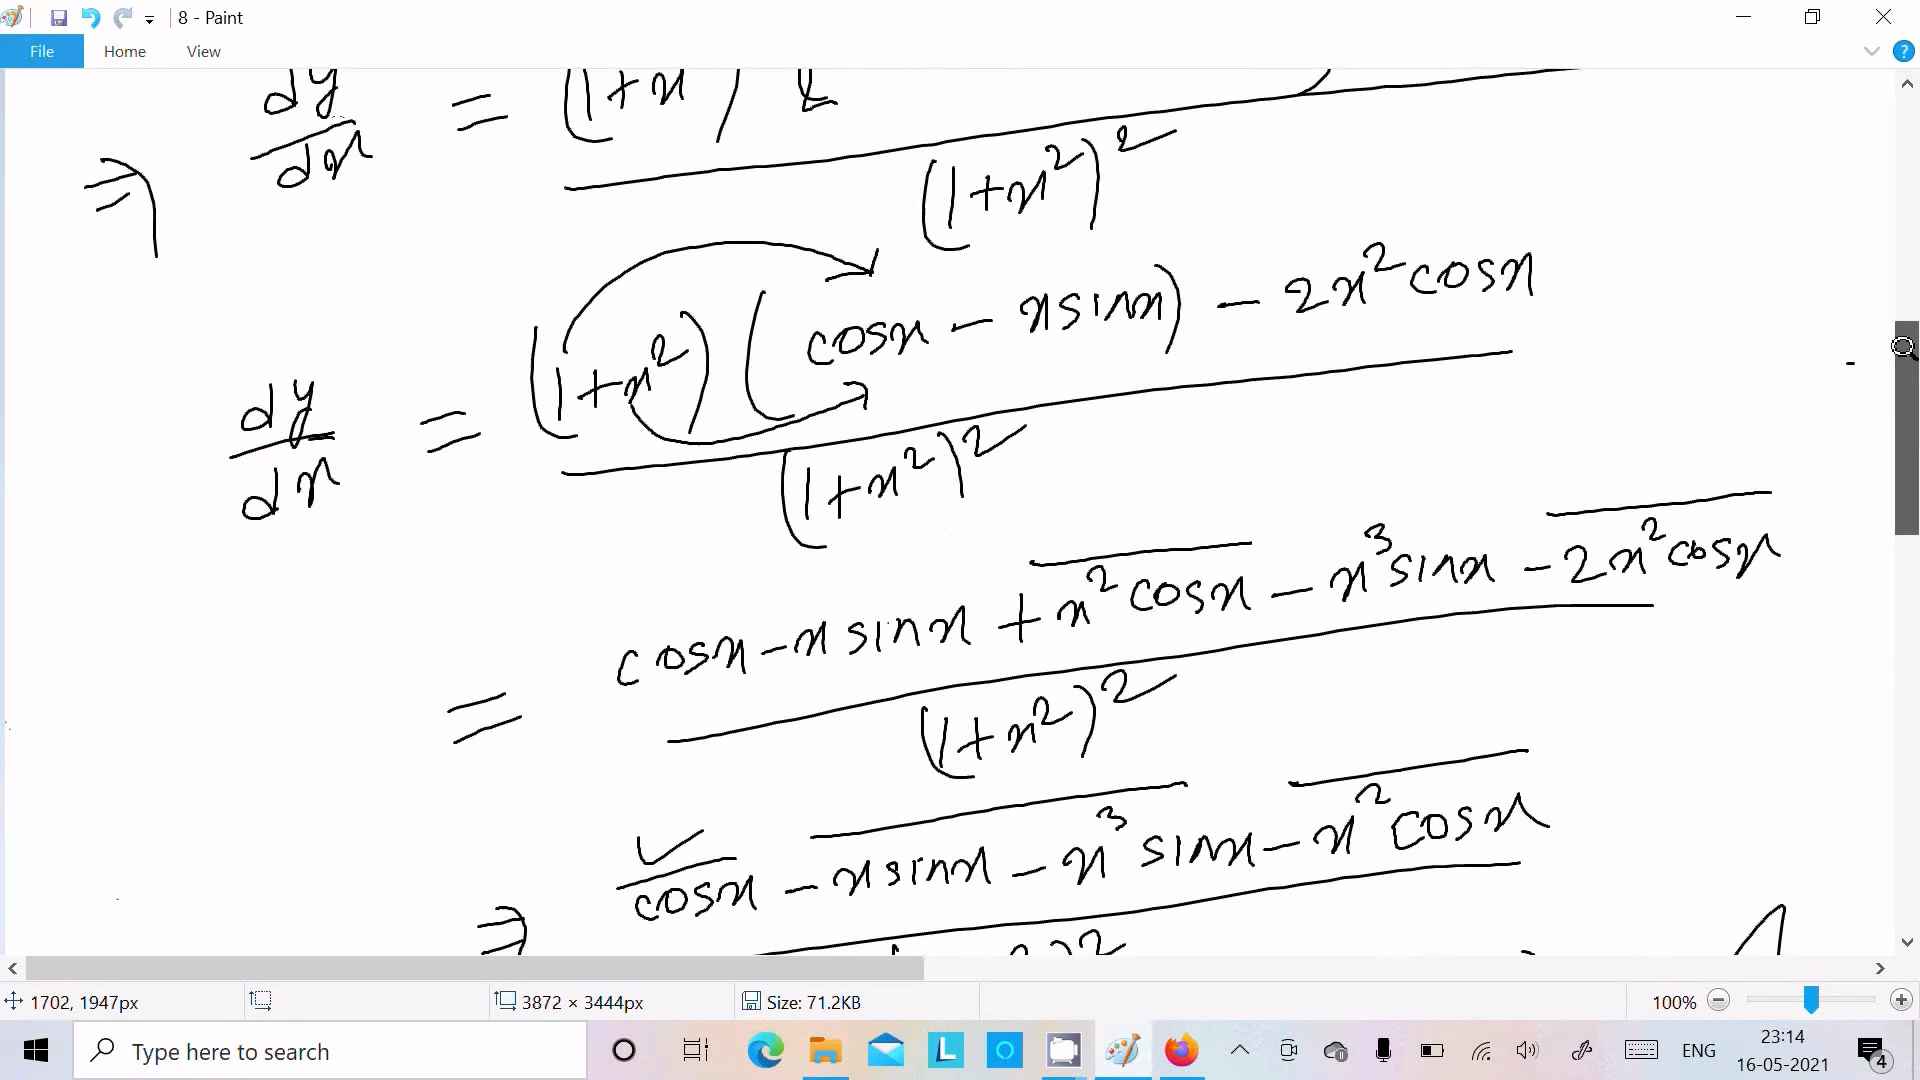 8 - Paint
File Home View
dy/dx = (1+x
⇒ (1+x²)²
dy/dx = (1+x²)(cosx - xsinx) - 2x²cosx
(1+x²)²
= cosx - x sinx + x²cosx - x³sinx - 2x²cosx
(1+x²)²
⇒ cosx - xsinx - x³sinx - x²cosx
1702, 1947px 3872 × 3444px Size: 71.2KB 100%
Type here to search ENG 23:14
16-05-2021 4